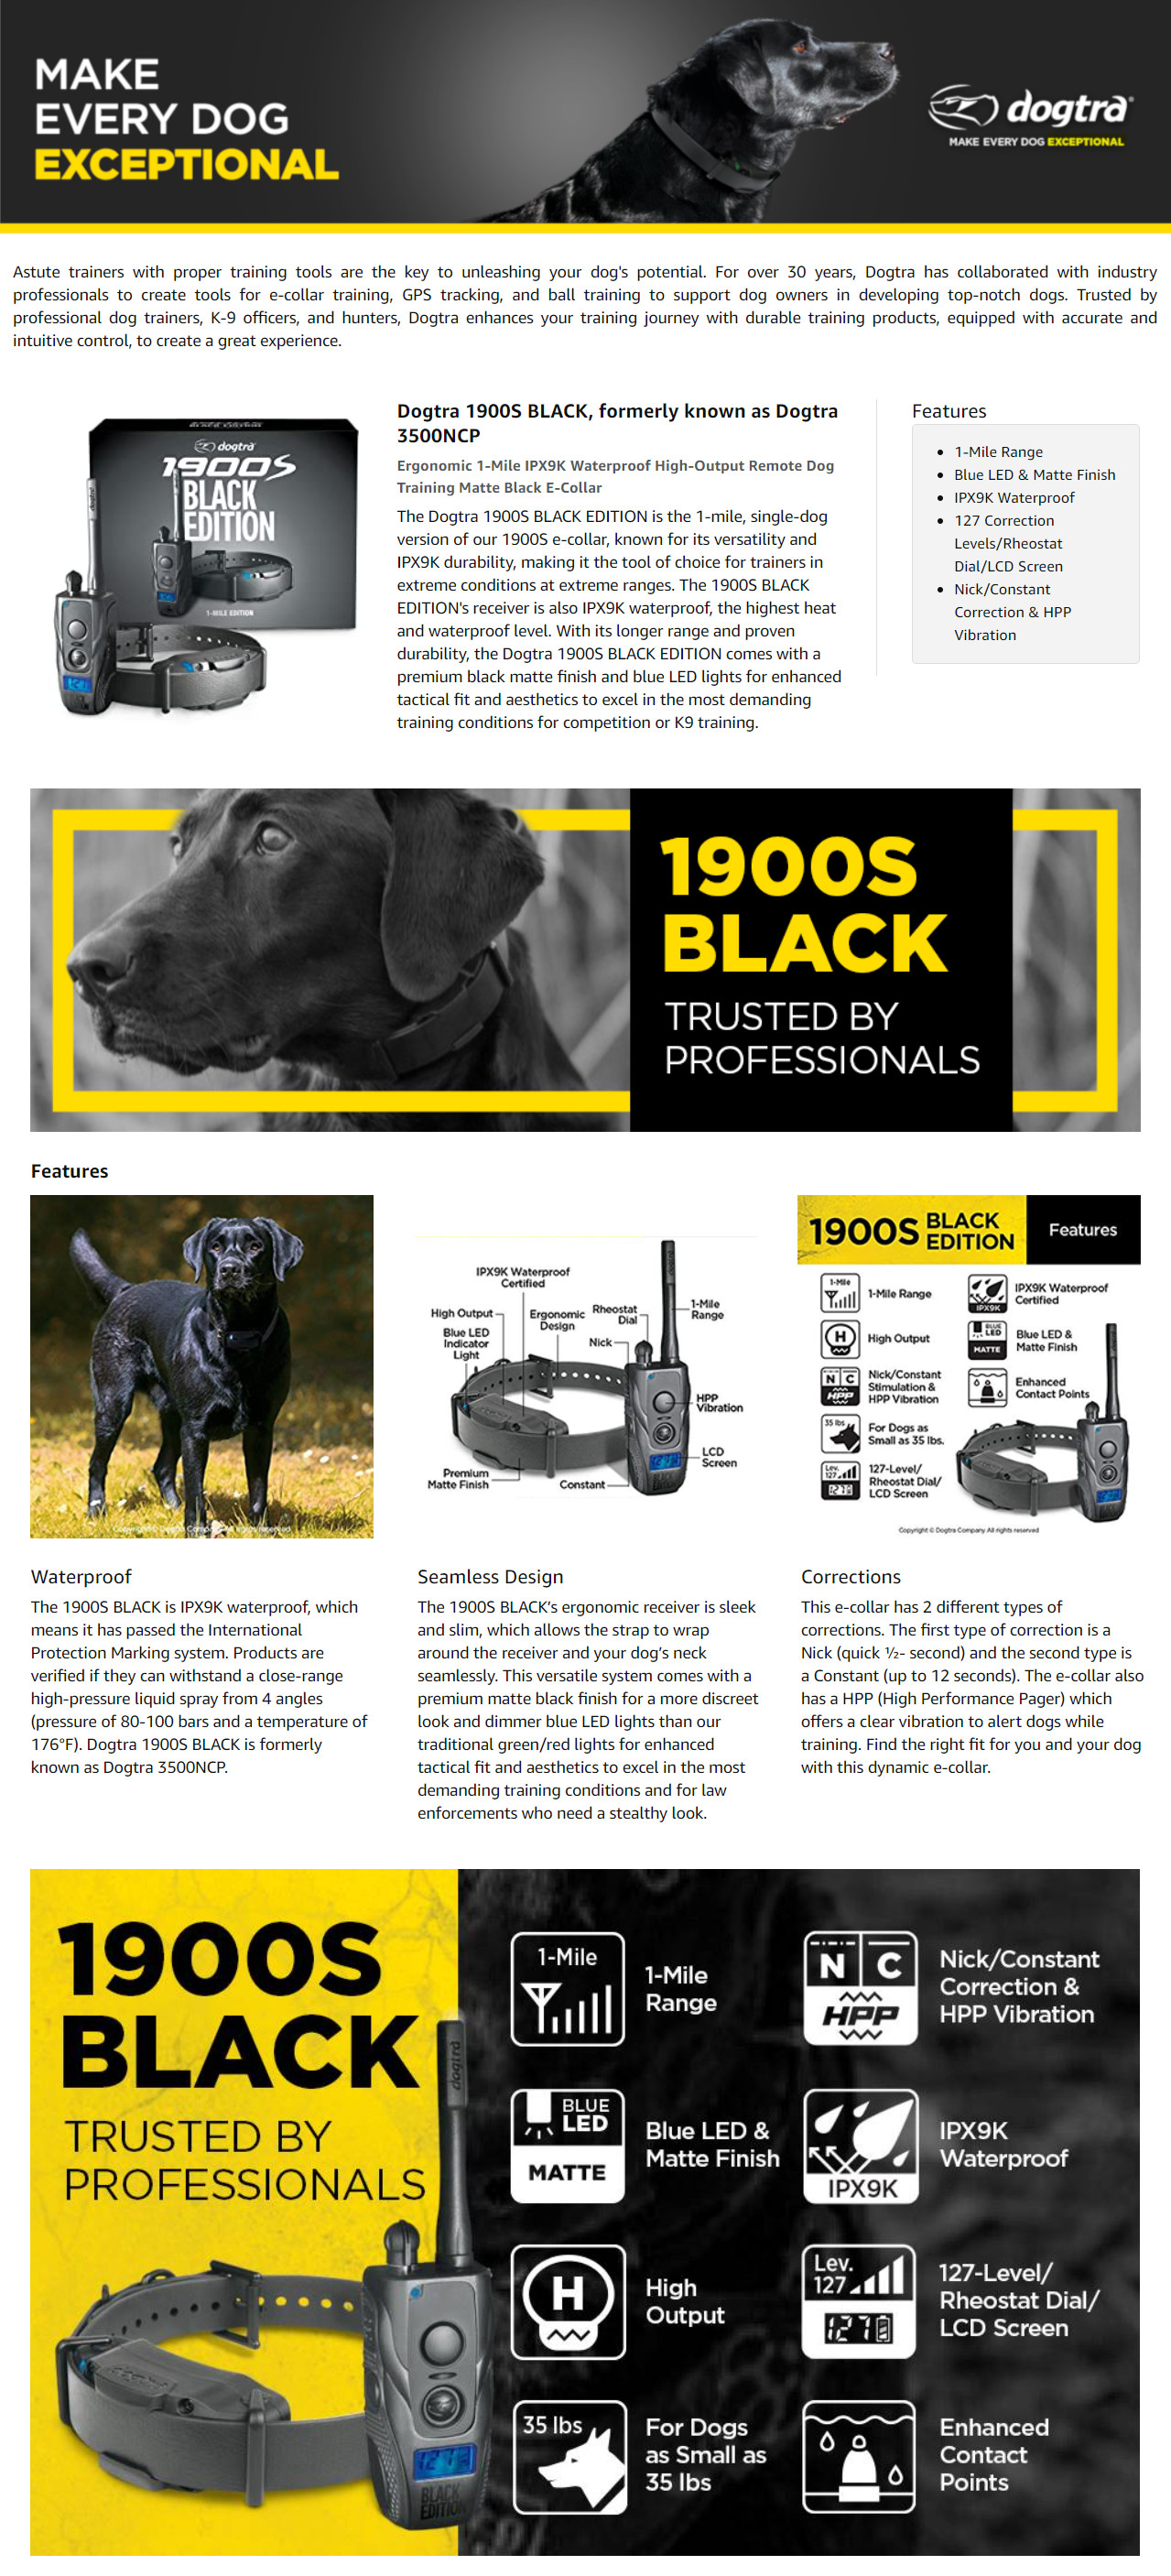 MAKE
EVERY DOG
EXCEPTIONAL
dogtra®
MAKE EVERY DOG EXCEPTIONAL
Astute trainers with proper training tools are the key to unleashing your dog's potential. For over 30 years, Dogtra has collaborated with industry
professionals to create tools for e-collar training, GPS tracking, and ball training to support dog owners in developing top-notch dogs. Trusted by
professional dog trainers, K-9 officers, and hunters, Dogtra enhances your training journey with durable training products, equipped with accurate and
intuitive control, to create a great experience.
dogtra
1900S
BLACK
EDITION
1-MILE EDITION
Dogtra 1900S BLACK, formerly known as Dogtra
3500NCP
Ergonomic 1-Mile IPX9K Waterproof High-Output Remote Dog
Training Matte Black E-Collar
The Dogtra 1900S BLACK EDITION is the 1-mile, single-dog
version of our 1900S e-collar, known for its versatility and
IPX9K durability, making it the tool of choice for trainers in
extreme conditions at extreme ranges. The 1900S BLACK
EDITION's receiver is also IPX9K waterproof, the highest heat
and waterproof level. With its longer range and proven
durability, the Dogtra 1900S BLACK EDITION comes with a
premium black matte finish and blue LED lights for enhanced
tactical fit and aesthetics to excel in the most demanding
training conditions for competition or K9 training.
Features
• 1-Mile Range
• Blue LED & Matte Finish
• IPX9K Waterproof
• 127 Correction
Levels/Rheostat
Dial/LCD Screen
• Nick/Constant
Correction & HPP
Vibration
1900S
BLACK
TRUSTED BY
PROFESSIONALS
Features
Copyright © Dogtra Company All rights reserved
IPX9K Waterproof
Certified
High Output
Ergonomic
Design
Rheostat
Dial
1-Mile
Range
Blue LED
Indicator
Light
Nick
HPP
Vibration
LCD
Screen
Premium
Matte Finish
Constant
1900S BLACK
EDITION
Features
1-Mile
1-Mile Range
IPX9K
IPX9K Waterproof
Certified
H
High Output
BLUE
LED
MATTE
Blue LED &
Matte Finish
N C
HPP
Nick/Constant
Stimulation &
HPP Vibration
Enhanced
Contact Points
35 lbs
For Dogs as
Small as 35 lbs.
Lev.
127
127-Level/
Rheostat Dial/
LCD Screen
Copyright © Dogtra Company All rights reserved
Waterproof
The 1900S BLACK is IPX9K waterproof, which
means it has passed the International
Protection Marking system. Products are
verified if they can withstand a close-range
high-pressure liquid spray from 4 angles
(pressure of 80-100 bars and a temperature of
176°F). Dogtra 1900S BLACK is formerly
known as Dogtra 3500NCP.
Seamless Design
The 1900S BLACK’s ergonomic receiver is sleek
and slim, which allows the strap to wrap
around the receiver and your dog’s neck
seamlessly. This versatile system comes with a
premium matte black finish for a more discreet
look and dimmer blue LED lights than our
traditional green/red lights for enhanced
tactical fit and aesthetics to excel in the most
demanding training conditions and for law
enforcements who need a stealthy look.
Corrections
This e-collar has 2 different types of
corrections. The first type of correction is a
Nick (quick ½- second) and the second type is
a Constant (up to 12 seconds). The e-collar also
has a HPP (High Performance Pager) which
offers a clear vibration to alert dogs while
training. Find the right fit for you and your dog
with this dynamic e-collar.
1900S
BLACK
TRUSTED BY
PROFESSIONALS
dogtra
BLACK
EDITION
1-Mile
1-Mile
Range
N C
HPP
Nick/Constant
Correction &
HPP Vibration
BLUE
LED
MATTE
Blue LED &
Matte Finish
IPX9K
IPX9K
Waterproof
H
High
Output
Lev.
127
127
127-Level/
Rheostat Dial/
LCD Screen
35 lbs
For Dogs
as Small as
35 lbs
Enhanced
Contact
Points